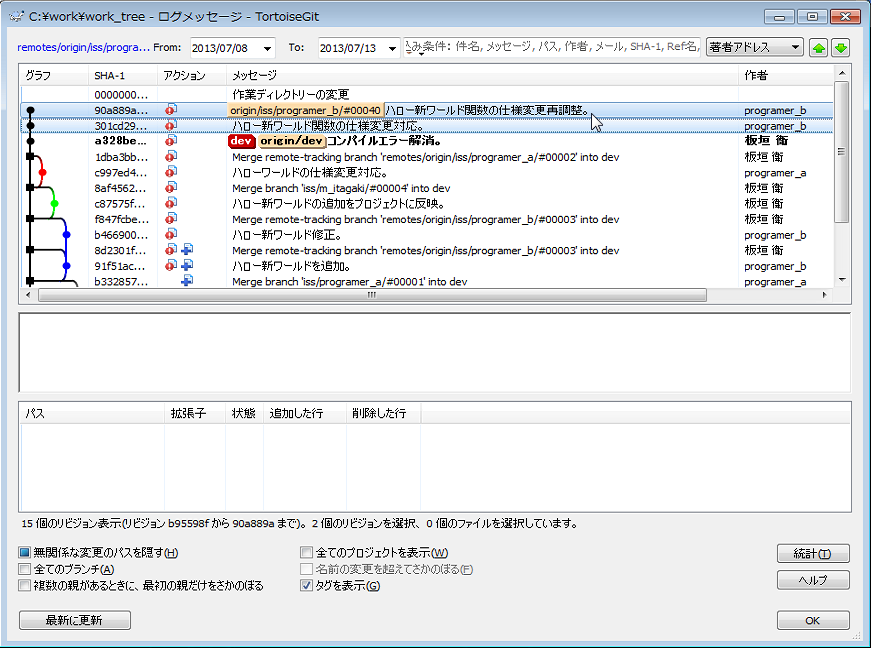 C:¥work¥work_tree - ログメッセージ - TortoiseGit
remotes/origin/iss/progra... From: 2013/07/08 To: 2013/07/13 込み条件: 件名, メッセージ, パス, 作者, メール, SHA-1, Ref名, 著者アドレス
グラフ SHA-1 アクション メッセージ 作者
0000000... 作業ディレクトリーの変更
90a889a... origin/iss/programer_b/#00040 ハロー新ワールド関数の仕様変更再調整。 programer_b
301cd29... ハロー新ワールド関数の仕様変更対応。 programer_b
a328be... dev origin/dev コンパイルエラー解消。 板垣 衛
1dba3bb... Merge remote-tracking branch 'remotes/origin/iss/programer_a/#00002' into dev 板垣 衛
c997ed4... ハローワールドの仕様変更対応。 programer_a
8af4562... Merge branch 'iss/m_itagaki/#00004' into dev 板垣 衛
c87575f... ハロー新ワールドの追加をプロジェクトに反映。 板垣 衛
f847fcbe... Merge remote-tracking branch 'remotes/origin/iss/programer_b/#00003' into dev 板垣 衛
b466900... ハロー新ワールド修正。 programer_b
8d2301f... Merge remote-tracking branch 'remotes/origin/iss/programer_b/#00003' into dev 板垣 衛
91f51ac... ハロー新ワールドを追加。 programer_b
b332857... Merge branch 'iss/programer_a/#00001' into dev programer_a
パス 拡張子 状態 追加した行 削除した行
15 個のリビジョン表示(リビジョン b95598f から 90a889a まで)。2 個のリビジョンを選択、0 個のファイルを選択しています。
無関係な変更のパスを隠す(H) 全てのプロジェクトを表示(W) 統計(T)
全てのブランチ(A) 名前の変更を超えてさかのぼる(F) ヘルプ
複数の親があるときに、最初の親だけをさかのぼる タグを表示(G)
最新に更新 OK